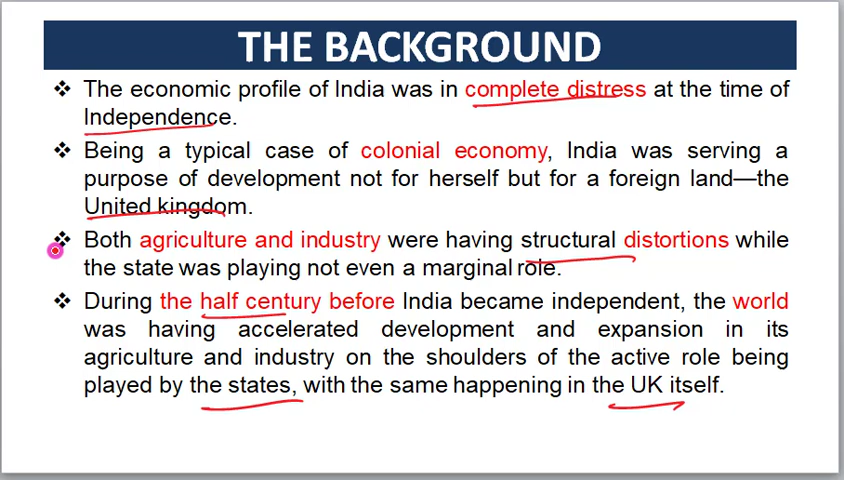 THE BACKGROUND
❖ The economic profile of India was in complete distress at the time of
Independence.
❖ Being a typical case of colonial economy, India was serving a
purpose of development not for herself but for a foreign land—the
United kingdom.
❖ Both agriculture and industry were having structural distortions while
the state was playing not even a marginal role.
❖ During the half century before India became independent, the world
was having accelerated development and expansion in its
agriculture and industry on the shoulders of the active role being
played by the states, with the same happening in the UK itself.